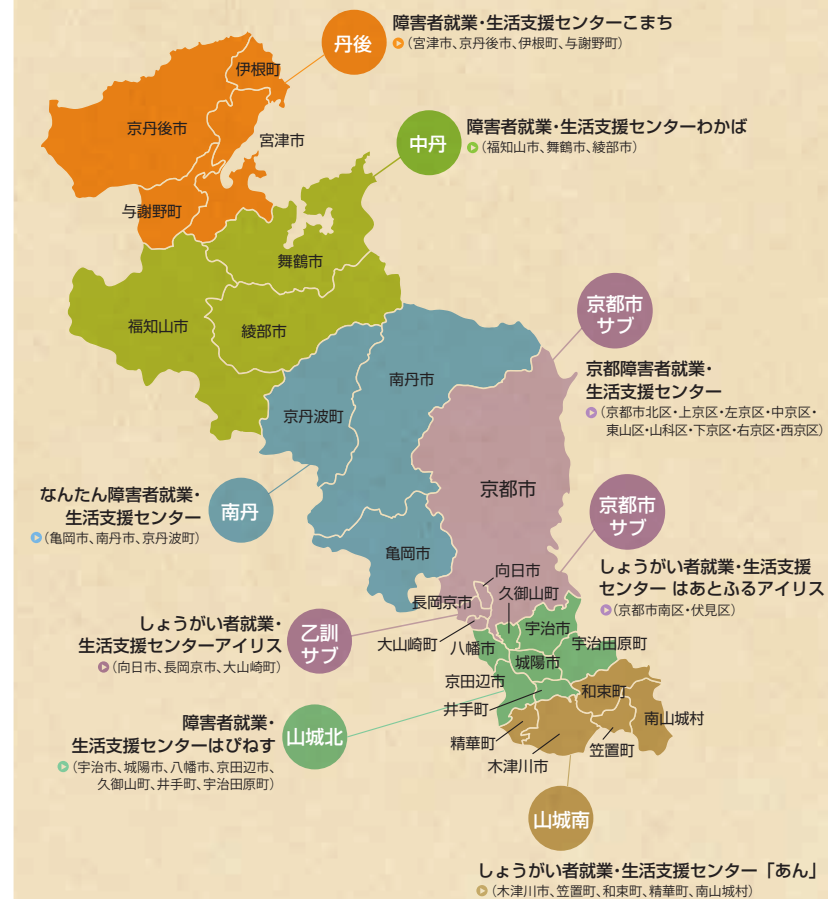 丹後
障害者就業・生活支援センターこまち
(宮津市、京丹後市、伊根町、与謝野町)
伊根町
京丹後市
宮津市
与謝野町
中丹
障害者就業・生活支援センターわかば
(福知山市、舞鶴市、綾部市)
舞鶴市
福知山市
綾部市
京都市
サブ
京都障害者就業・
生活支援センター
(京都市北区・上京区・左京区・中京区・
東山区・山科区・下京区・右京区・西京区)
南丹市
京丹波町
京都市
なんたん障害者就業・
生活支援センター
(亀岡市、南丹市、京丹波町)
南丹
亀岡市
京都市
サブ
しょうがい者就業・生活支援
センター はあとふるアイリス
(京都市南区・伏見区)
向日市
久御山町
長岡京市
宇治市
大山崎町
八幡市
宇治田原町
城陽市
京田辺市
井手町
和束町
南山城村
精華町
笠置町
木津川市
しょうがい者就業・
生活支援センターアイリス
(向日市、長岡京市、大山崎町)
乙訓
サブ
障害者就業・
生活支援センターはぴねす
(宇治市、城陽市、八幡市、京田辺市、
久御山町、井手町、宇治田原町)
山城北
山城南
しょうがい者就業・生活支援センター「あん」
(木津川市、笠置町、和束町、精華町、南山城村)